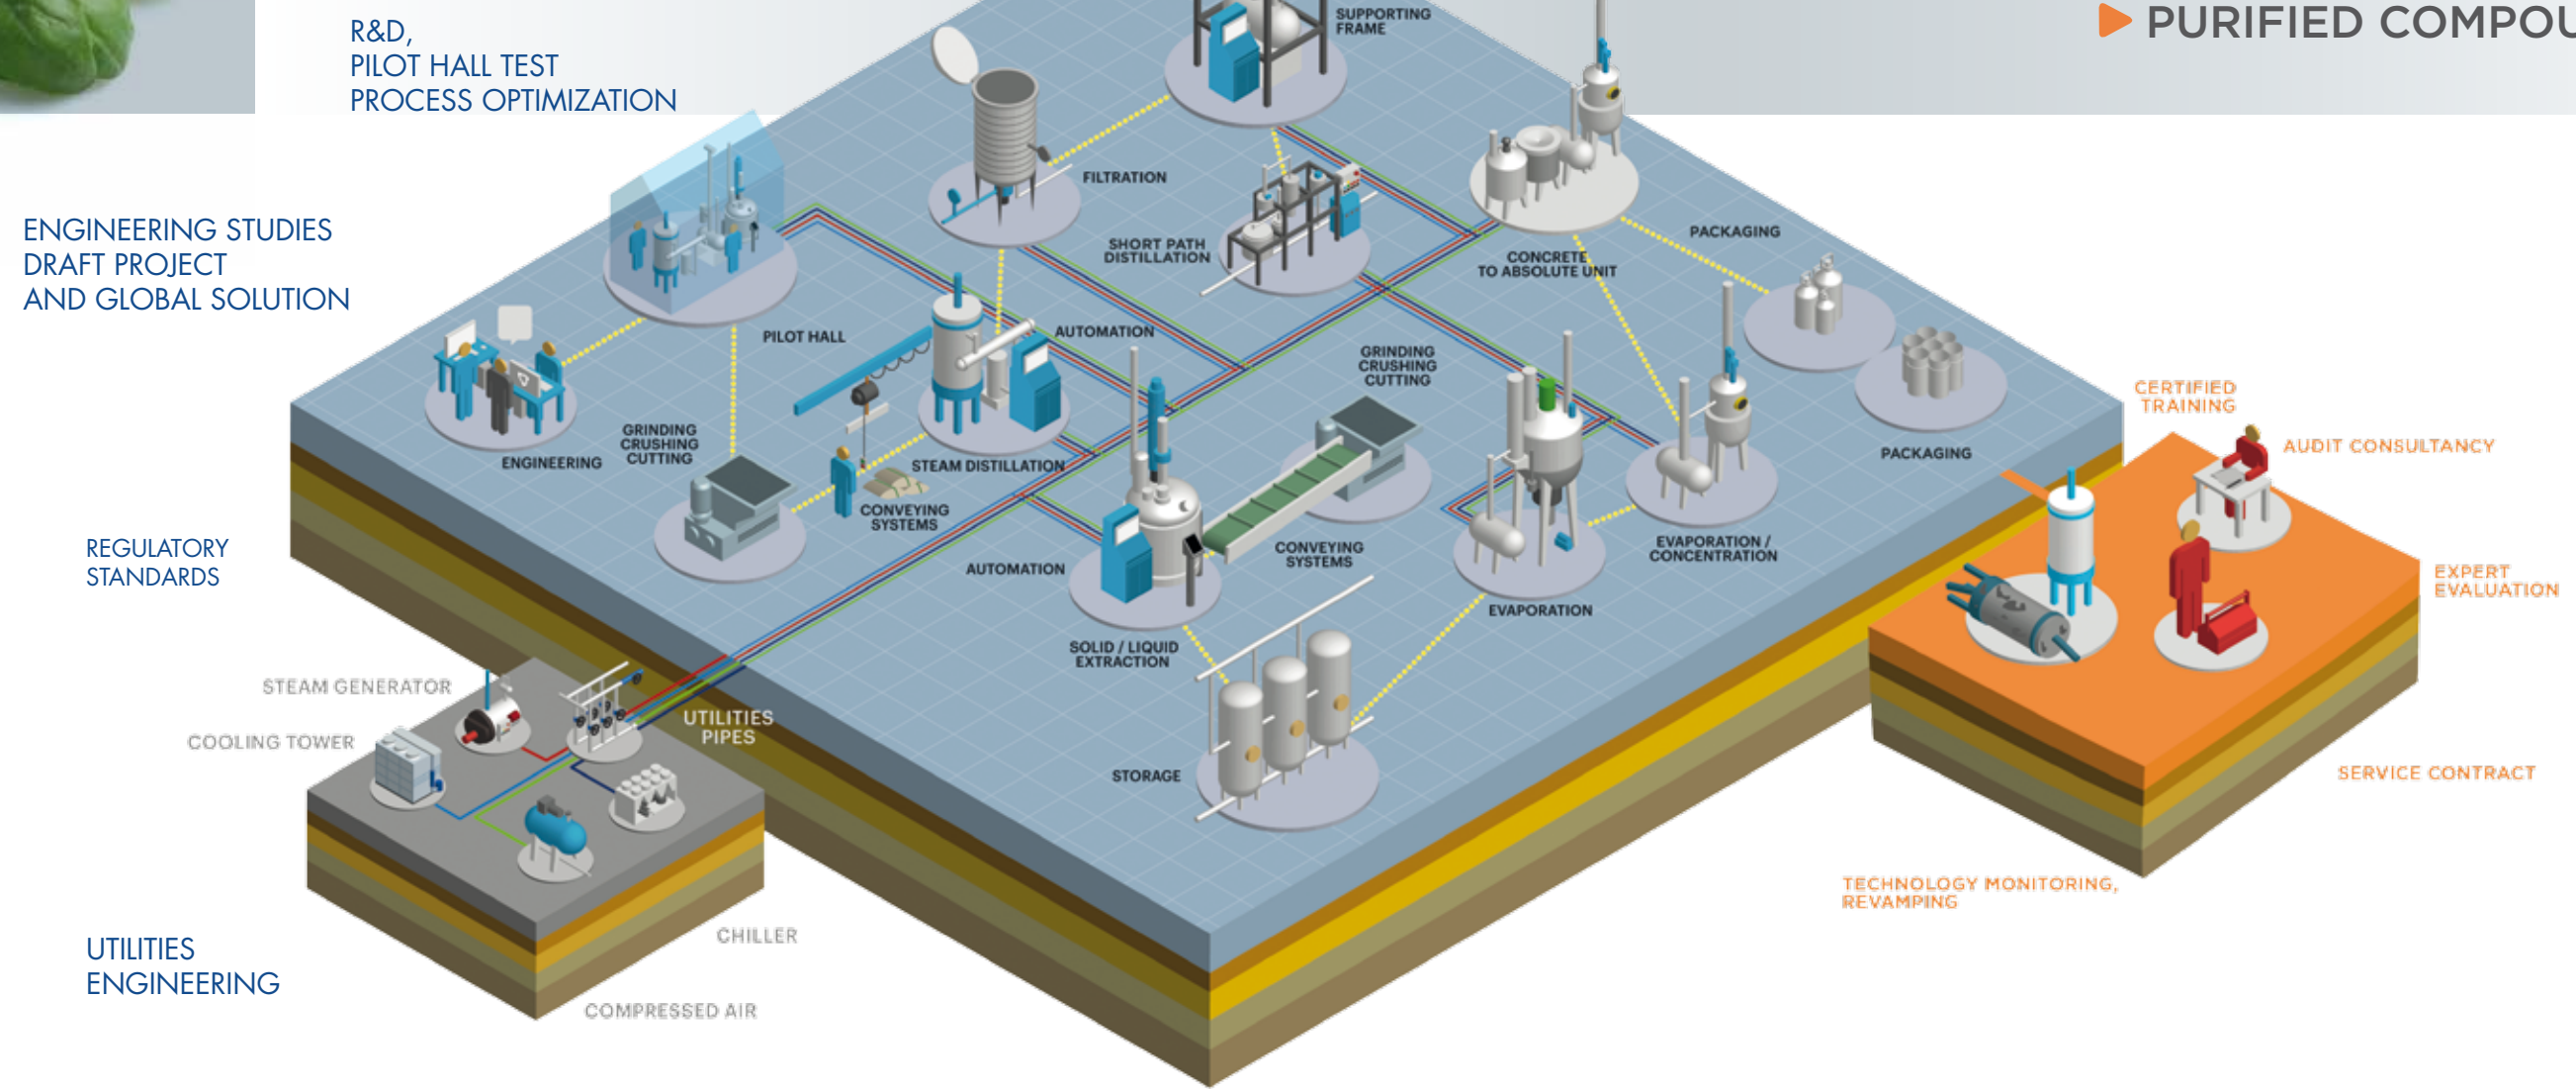 R&D,
PILOT HALL TEST
PROCESS OPTIMIZATION
SUPPORTING
FRAME
PURIFIED
ENGINEERING STUDIES
DRAFT PROJECT
AND GLOBAL SOLUTION
FILTRATION
SHORT PATH
DISTILLATION
CONCRETE
TO ABSOLUTE UNIT
PACKAGING
PILOT HALL
AUTOMATION
GRINDING
CRUSHING
CUTTING
ENGINEERING
GRINDING
CRUSHING
CUTTING
STEAM DISTILLATION
CONVEYING
SYSTEMS
PACKAGING
CERTIFIED
TRAINING
AUDIT CONSULTANCY
REGULATORY
STANDARDS
AUTOMATION
CONVEYING
SYSTEMS
EVAPORATION /
CONCENTRATION
EVAPORATION
EXPERT
EVALUATION
SOLID / LIQUID
EXTRACTION
STEAM GENERATOR
COOLING TOWER
UTILITIES
PIPES
STORAGE
SERVICE CONTRACT
TECHNOLOGY MONITORING,
REVAMPING
UTILITIES
ENGINEERING
CHILLER
COMPRESSED AIR